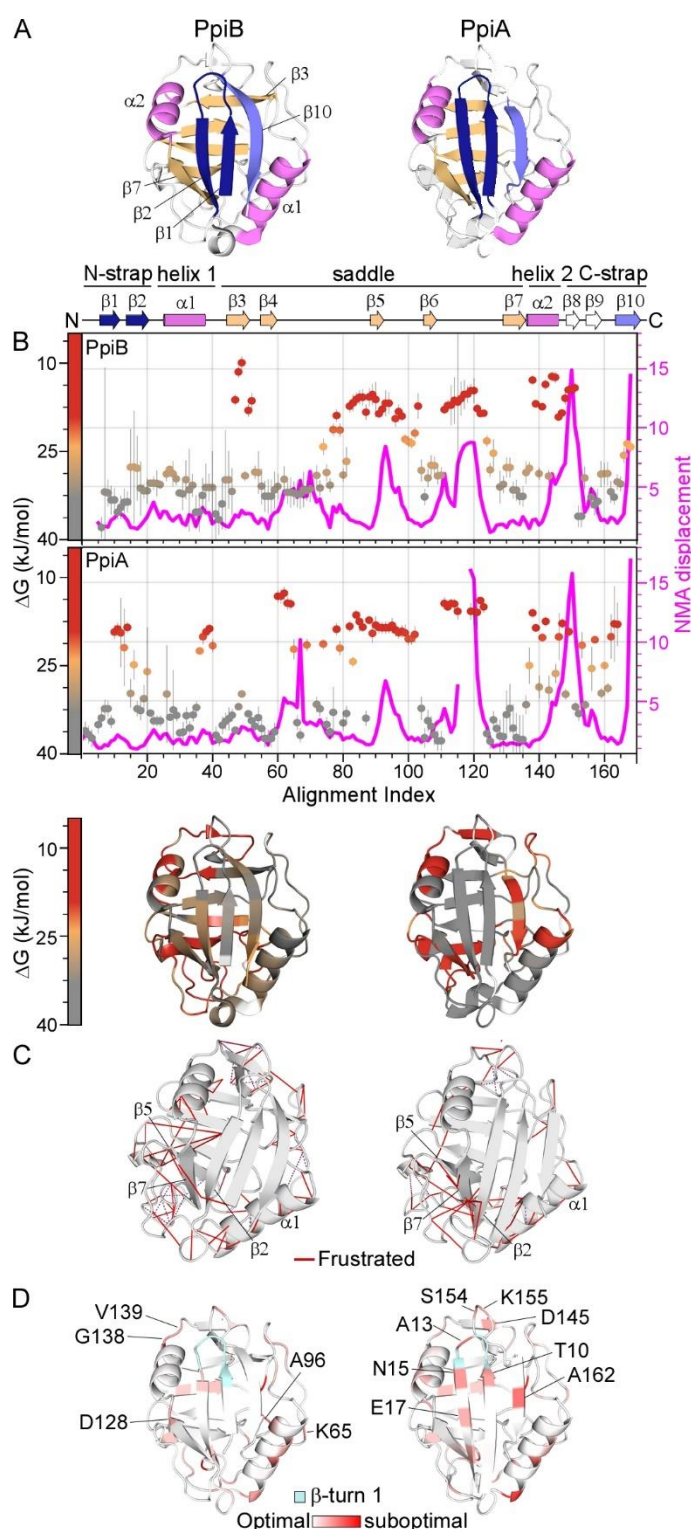 A
PpiB PpiA
β3
α2
β10
β7
β2
β1
α1
N-strap helix 1 saddle helix 2 C-strap
β1 β2 α1 β3 β4 β5 β6 β7 α2 β8 β9 β10
N C
B PpiB
10 15
10
25
5
40
PpiA
10 15
10
25
5
40
ΔG (kJ/mol)
NMA displacement
20 40 60 80 100 120 140 160
Alignment Index
10
25
40
ΔG (kJ/mol)
C
β5 β5
β7 α1 β7 α1
β2 β2
Frustrated
D
S154 K155
V139 A13 D145
G138 T10
A96 N15 A162
E17
D128 K65
β-turn 1
Optimal suboptimal